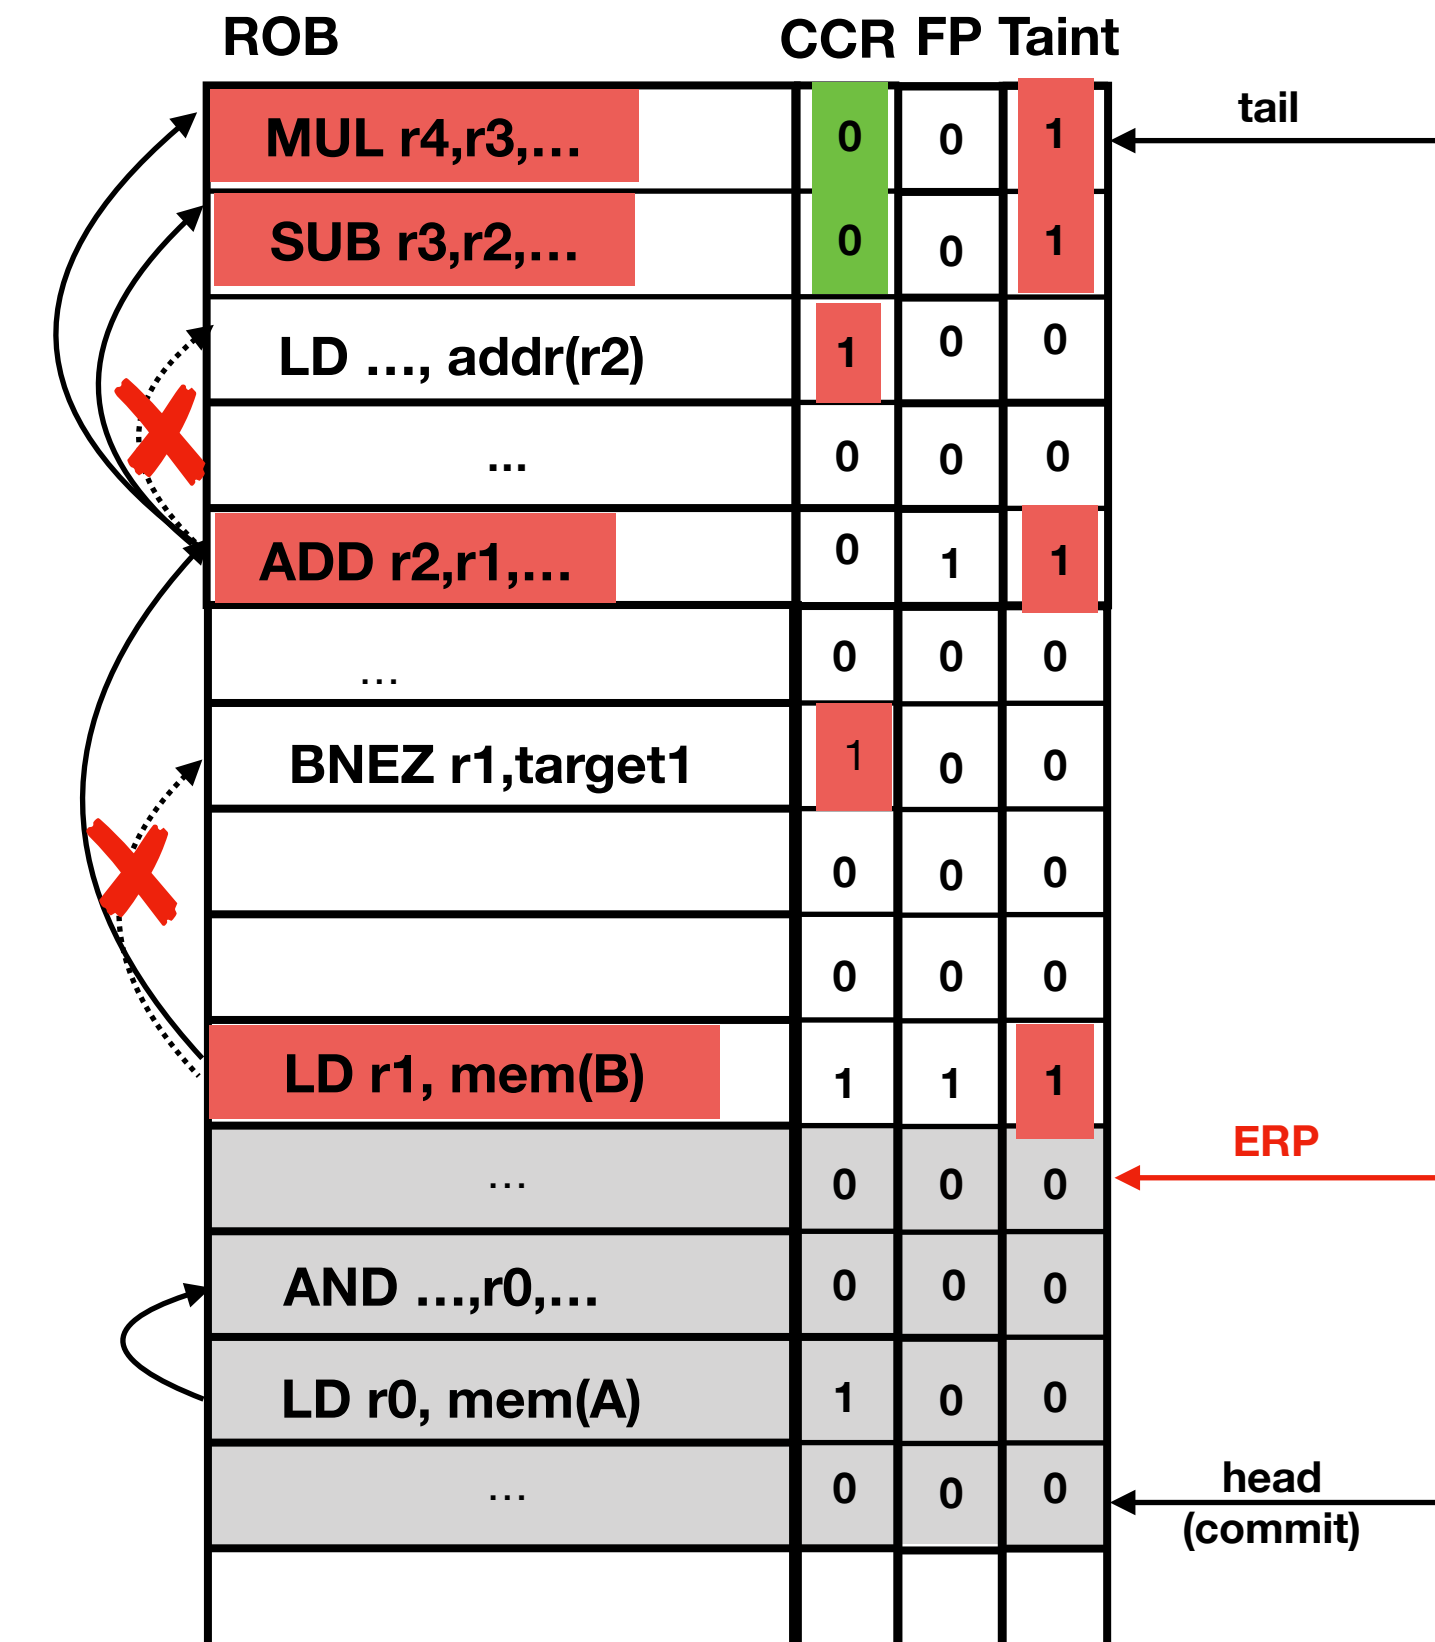 ROB CCR FP Taint
MUL r4,r3,... 0 0 1 tail
SUB r3,r2,... 0 0 1
LD ..., addr(r2) 1 0 0
... 0 0 0
ADD r2,r1,... 0 1 1
... 0 0 0
BNEZ r1,target1 1 0 0
0 0 0
0 0 0
LD r1, mem(B) 1 1 1
ERP
... 0 0 0
AND ...,r0,... 0 0 0
LD r0, mem(A) 1 0 0
... 0 0 0 head
(commit)